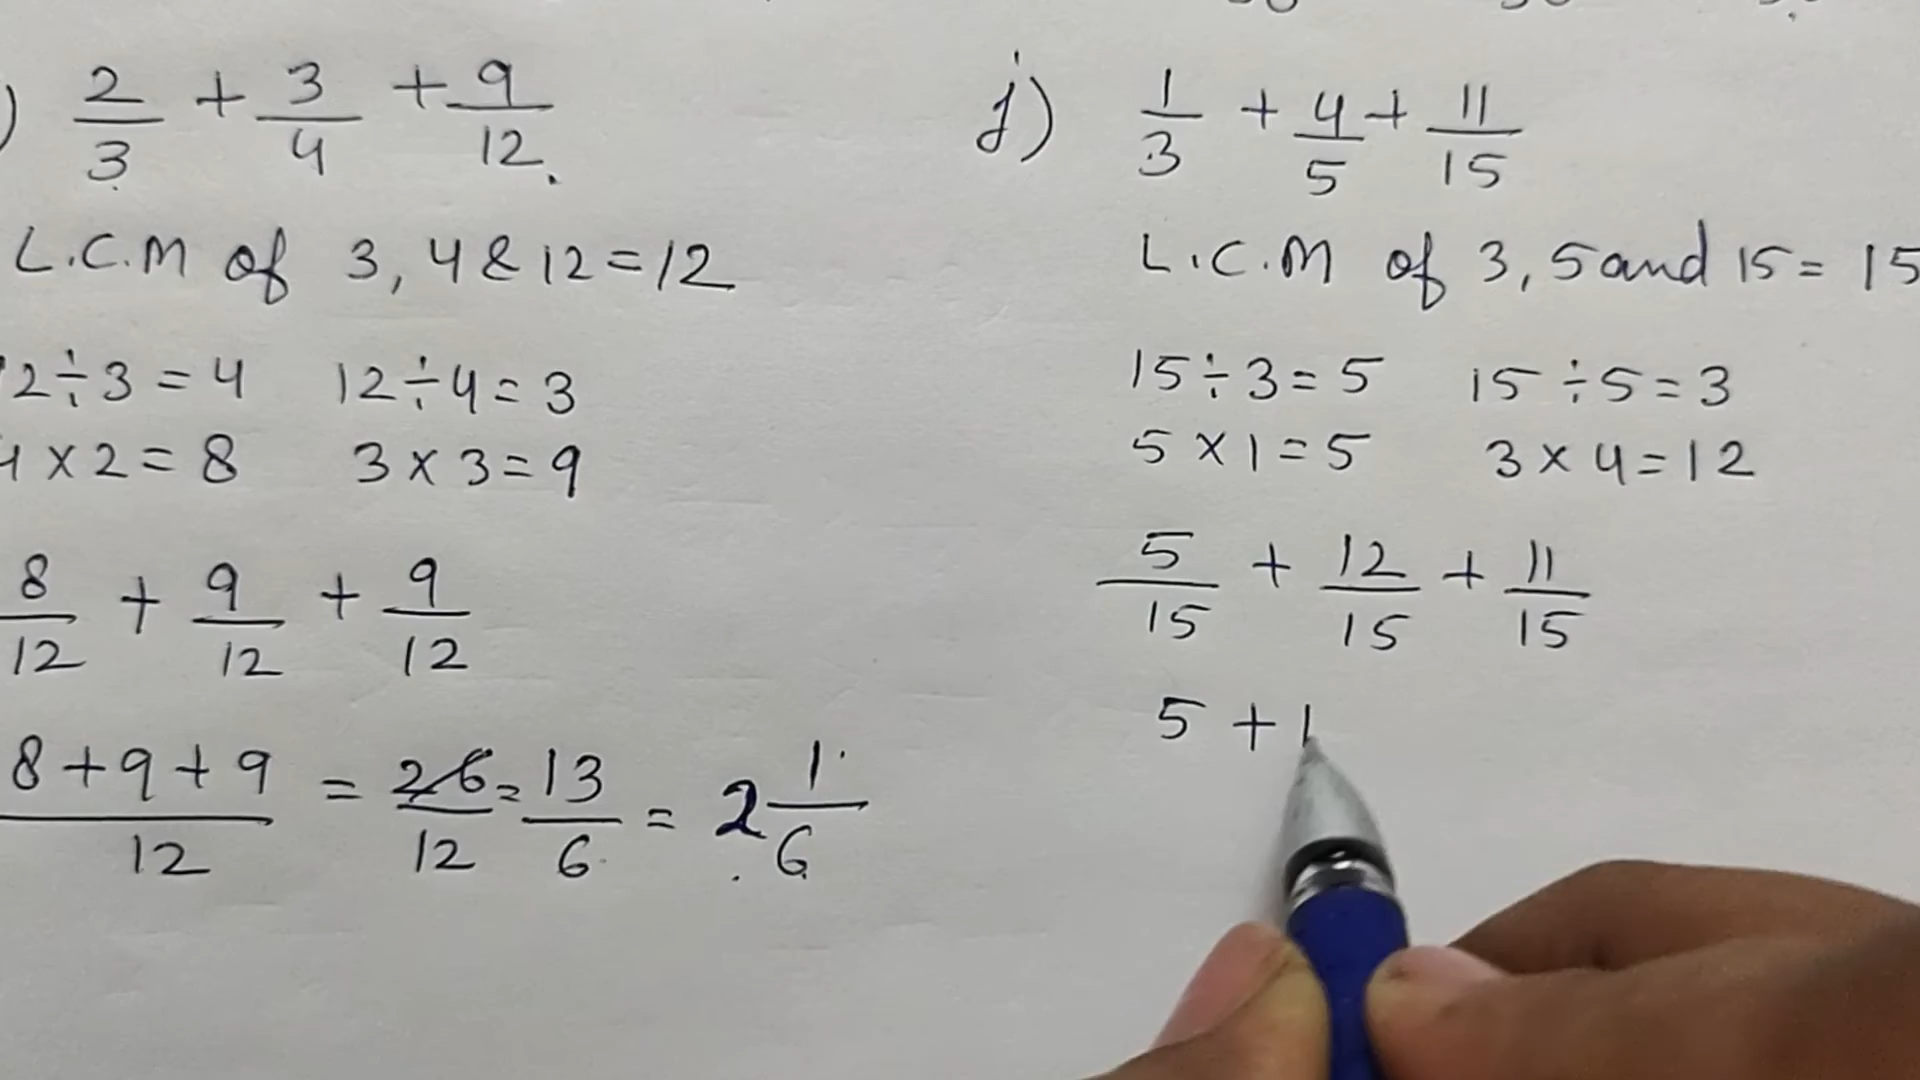 ) 2/3 + 3/4 + 9/12
L.C.M of 3, 4 & 12 = 12
12 ÷ 3 = 4 12 ÷ 4 = 3
4 × 2 = 8 3 × 3 = 9
8/12 + 9/12 + 9/12
8 + 9 + 9 / 12 = 26/12 = 13/6 = 2 1/6
j) 1/3 + 4/5 + 11/15
L.C.M of 3, 5 and 15 = 15
15 ÷ 3 = 5 15 ÷ 5 = 3
5 × 1 = 5 3 × 4 = 12
5/15 + 12/15 + 11/15
5 + 1